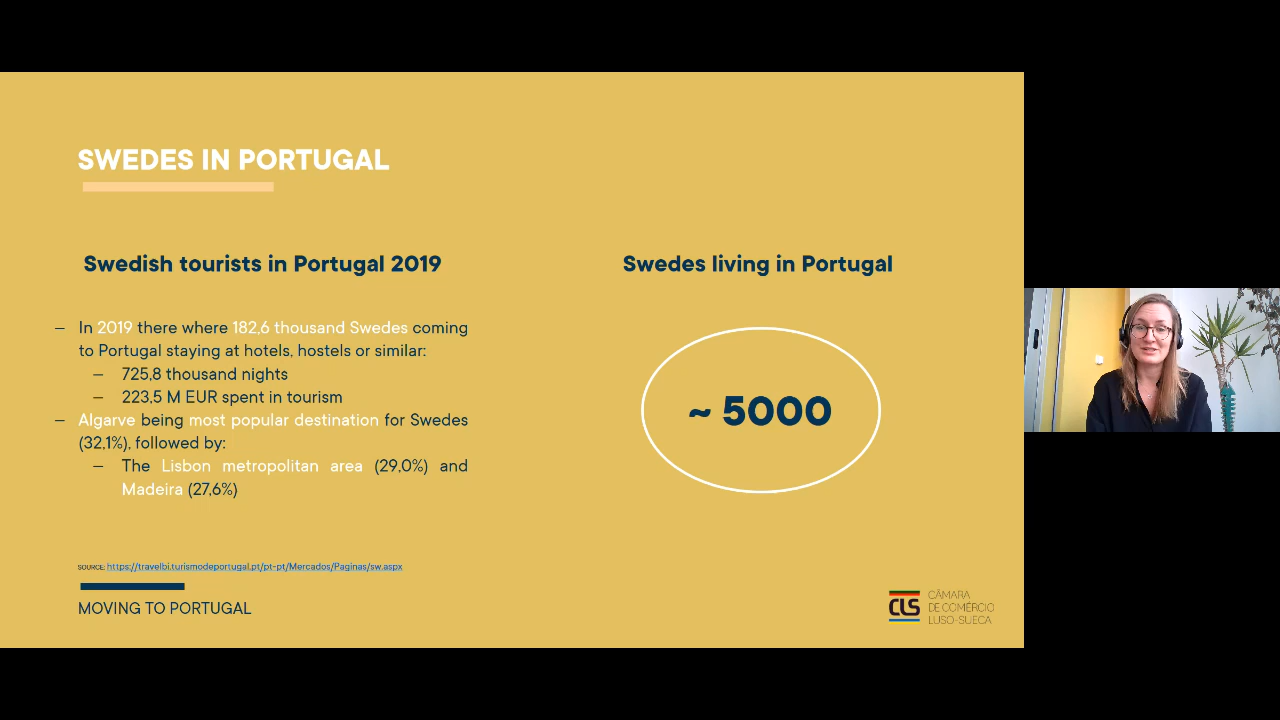 SWEDES IN PORTUGAL
Swedish tourists in Portugal 2019
– In 2019 there where 182,6 thousand Swedes coming
to Portugal staying at hotels, hostels or similar:
– 725,8 thousand nights
– 223,5 M EUR spent in tourism
– Algarve being most popular destination for Swedes
(32,1%), followed by:
– The Lisbon metropolitan area (29,0%) and
Madeira (27,6%)
Swedes living in Portugal
~ 5000
SOURCE: https://travelbi.turismodeportugal.pt/pt-pt/Mercados/Paginas/sw.aspx
MOVING TO PORTUGAL
CLS
CÂMARA
DE COMÉRCIO
LUSO-SUECA